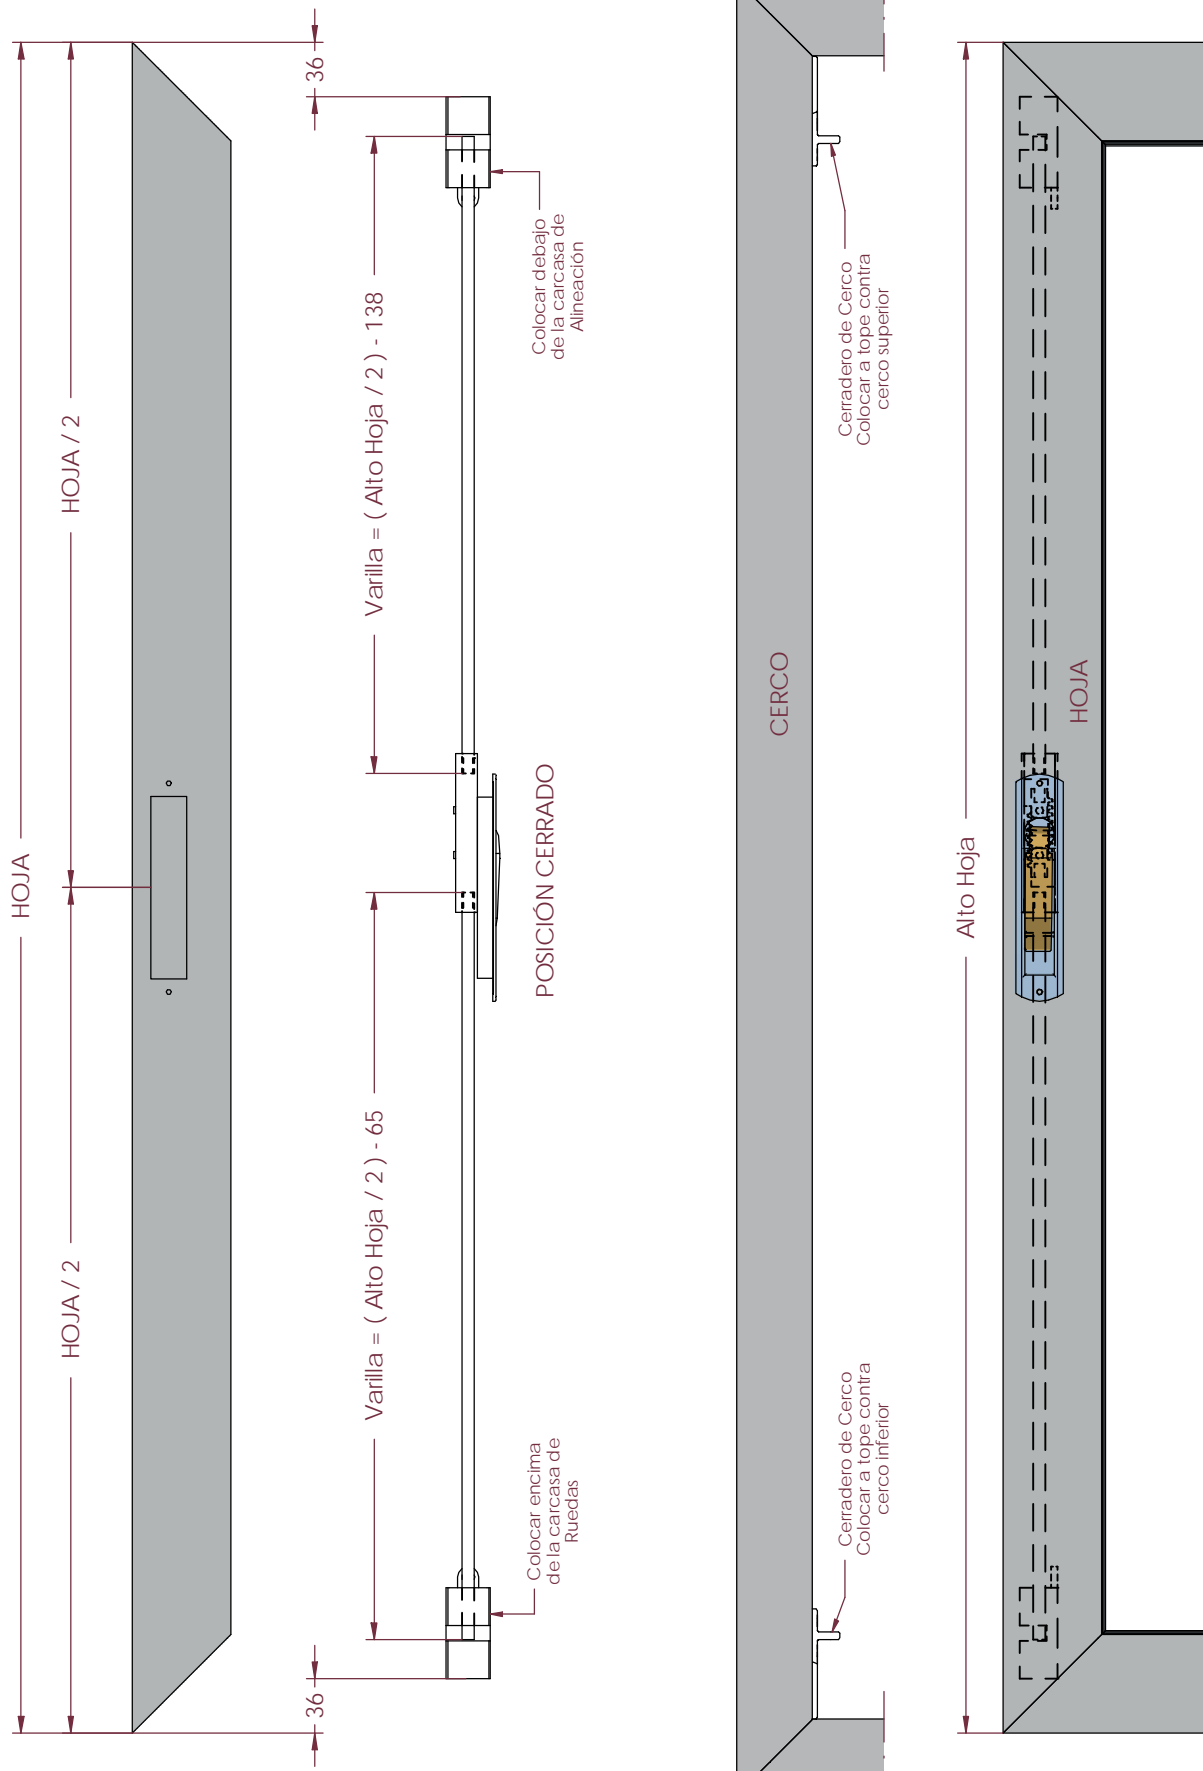 HOJA
HOJA / 2
HOJA / 2
36
36
Varilla = ( Alto Hoja / 2 ) - 138
Varilla = ( Alto Hoja / 2 ) - 65
Colocar debajo
de la carcasa de
Alineación
Colocar encima
de la carcasa de
Ruedas
POSICIÓN CERRADO
CERCO
Cerradero de Cerco
Colocar a tope contra
cerco superior
Cerradero de Cerco
Colocar a tope contra
cerco inferior
Alto Hoja
HOJA